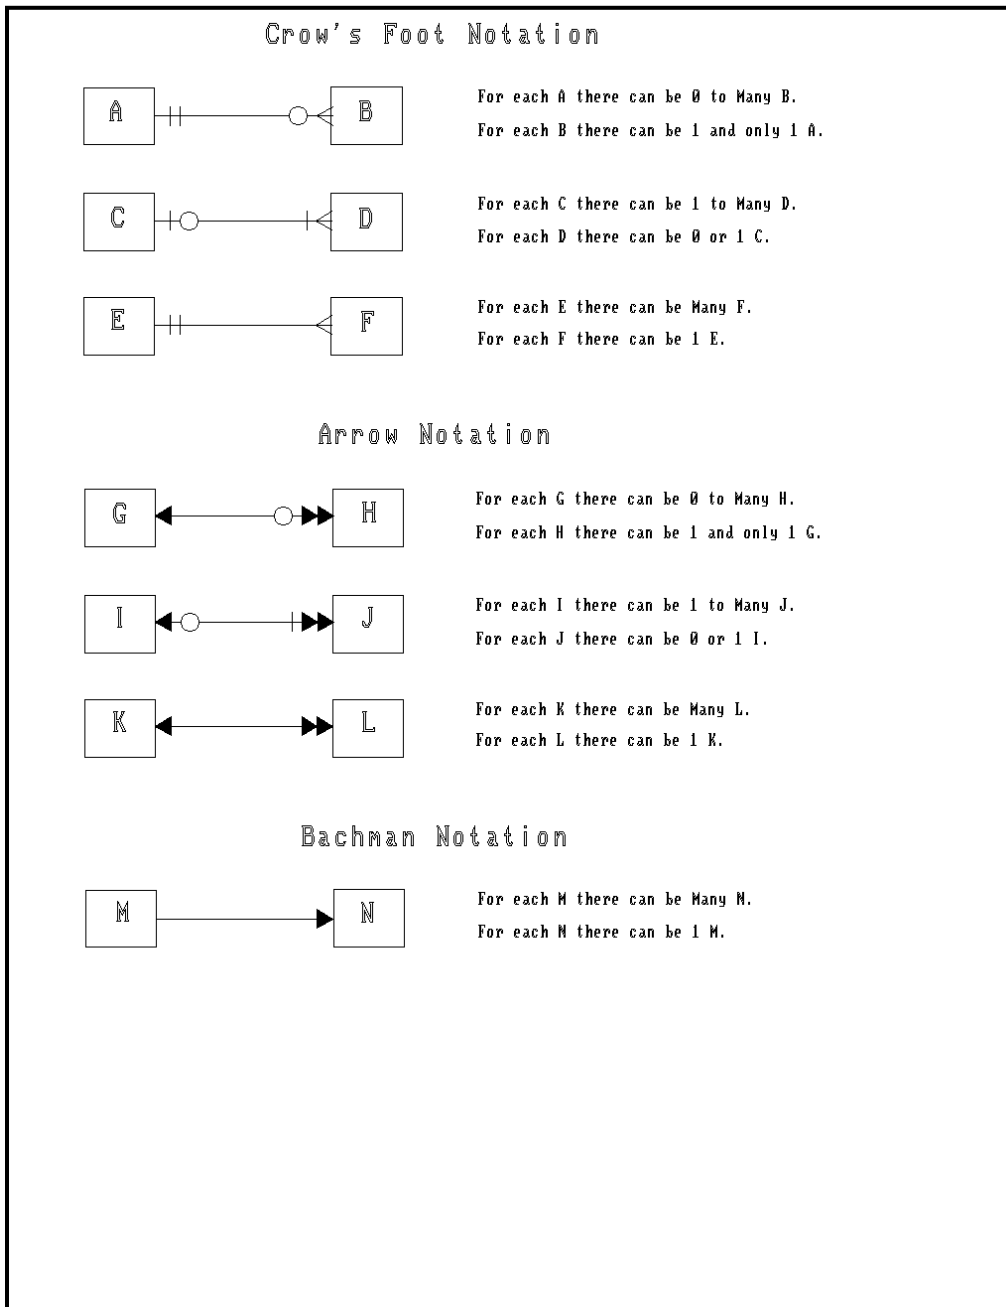 Crow's Foot Notation
A
B
For each A there can be 0 to Many B.
For each B there can be 1 and only 1 A.
C
D
For each C there can be 1 to Many D.
For each D there can be 0 or 1 C.
E
F
For each E there can be Many F.
For each F there can be 1 E.
Arrow Notation
G
H
For each G there can be 0 to Many H.
For each H there can be 1 and only 1 G.
I
J
For each I there can be 1 to Many J.
For each J there can be 0 or 1 I.
K
L
For each K there can be Many L.
For each L there can be 1 K.
Bachman Notation
M
N
For each M there can be Many N.
For each N there can be 1 M.